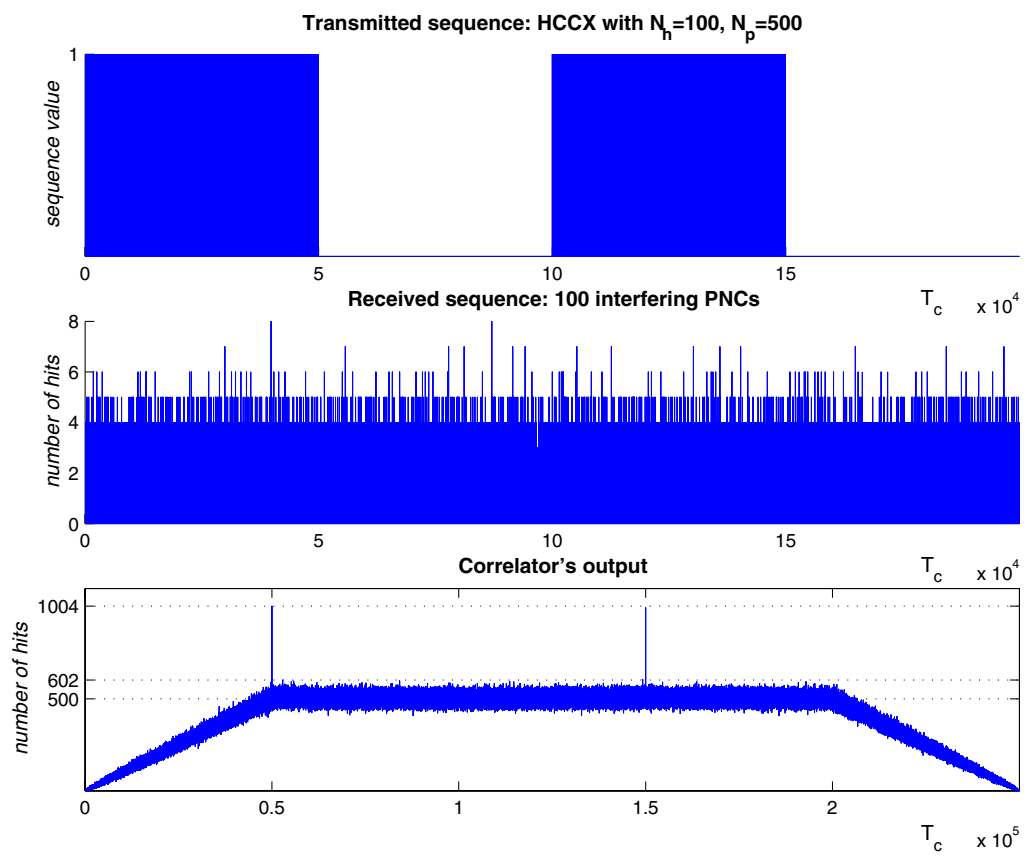 Transmitted sequence: HCCX with N_h=100, N_p=500
1
sequence value
0 5 10 15
T_c x 10^4
Received sequence: 100 interfering PNCs
8
6
4
2
0
number of hits
0 5 10 15
T_c x 10^4
Correlator's output
1004
602
500
number of hits
0 0.5 1 1.5 2
T_c x 10^5